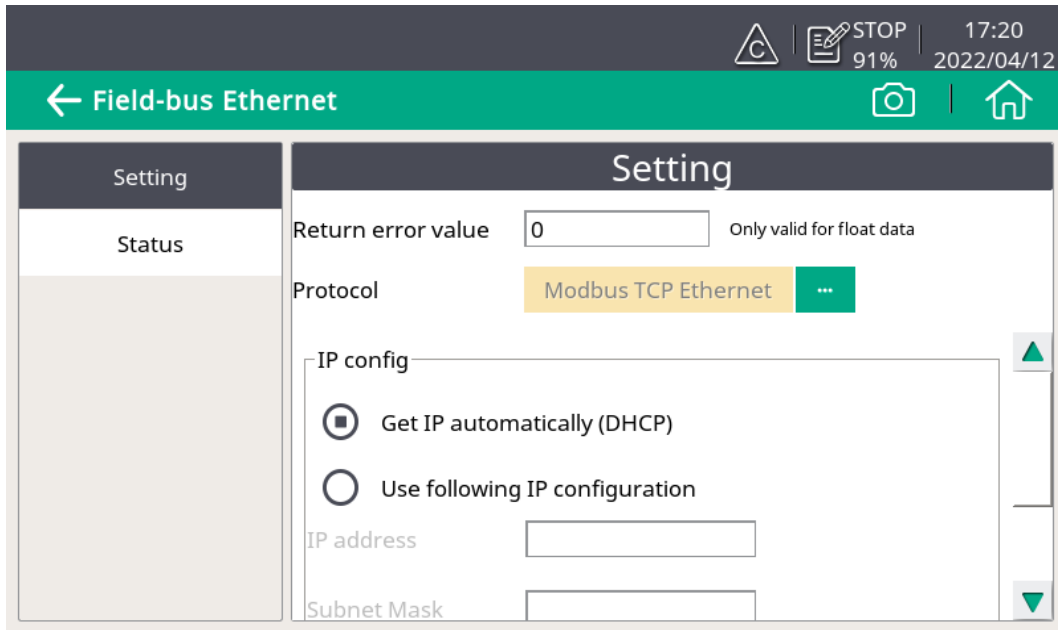 C
STOP
91%
17:20
2022/04/12
Field-bus Ethernet
Setting
Status
Setting
Return error value
0
Only valid for float data
Protocol
Modbus TCP Ethernet
...
IP config
Get IP automatically (DHCP)
Use following IP configuration
IP address
Subnet Mask